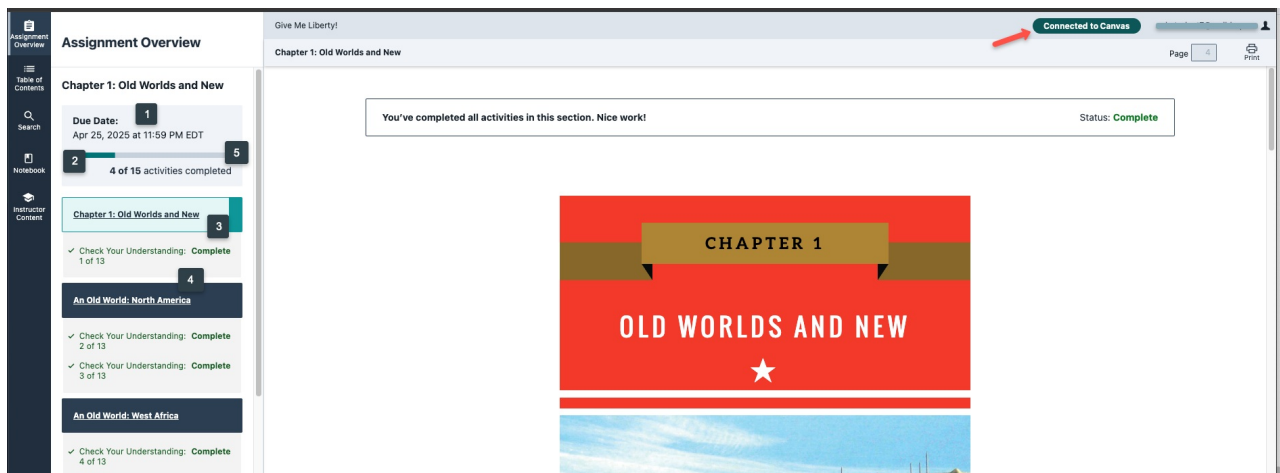 Assignment
Overview
Table of
Contents
Search
Notebook
Instructor
Content
Assignment Overview
Chapter 1: Old Worlds and New
Due Date:
1
Apr 25, 2025 at 11:59 PM EDT
2
5
4 of 15 activities completed
Chapter 1: Old Worlds and New
3
✓ Check Your Understanding: Complete
1 of 13
4
An Old World: North America
✓ Check Your Understanding: Complete
2 of 13
✓ Check Your Understanding: Complete
3 of 13
An Old World: West Africa
✓ Check Your Understanding: Complete
4 of 13
Give Me Liberty!
Connected to Canvas
Chapter 1: Old Worlds and New
Page 4
Print
You've completed all activities in this section. Nice work!
Status: Complete
CHAPTER 1
OLD WORLDS AND NEW